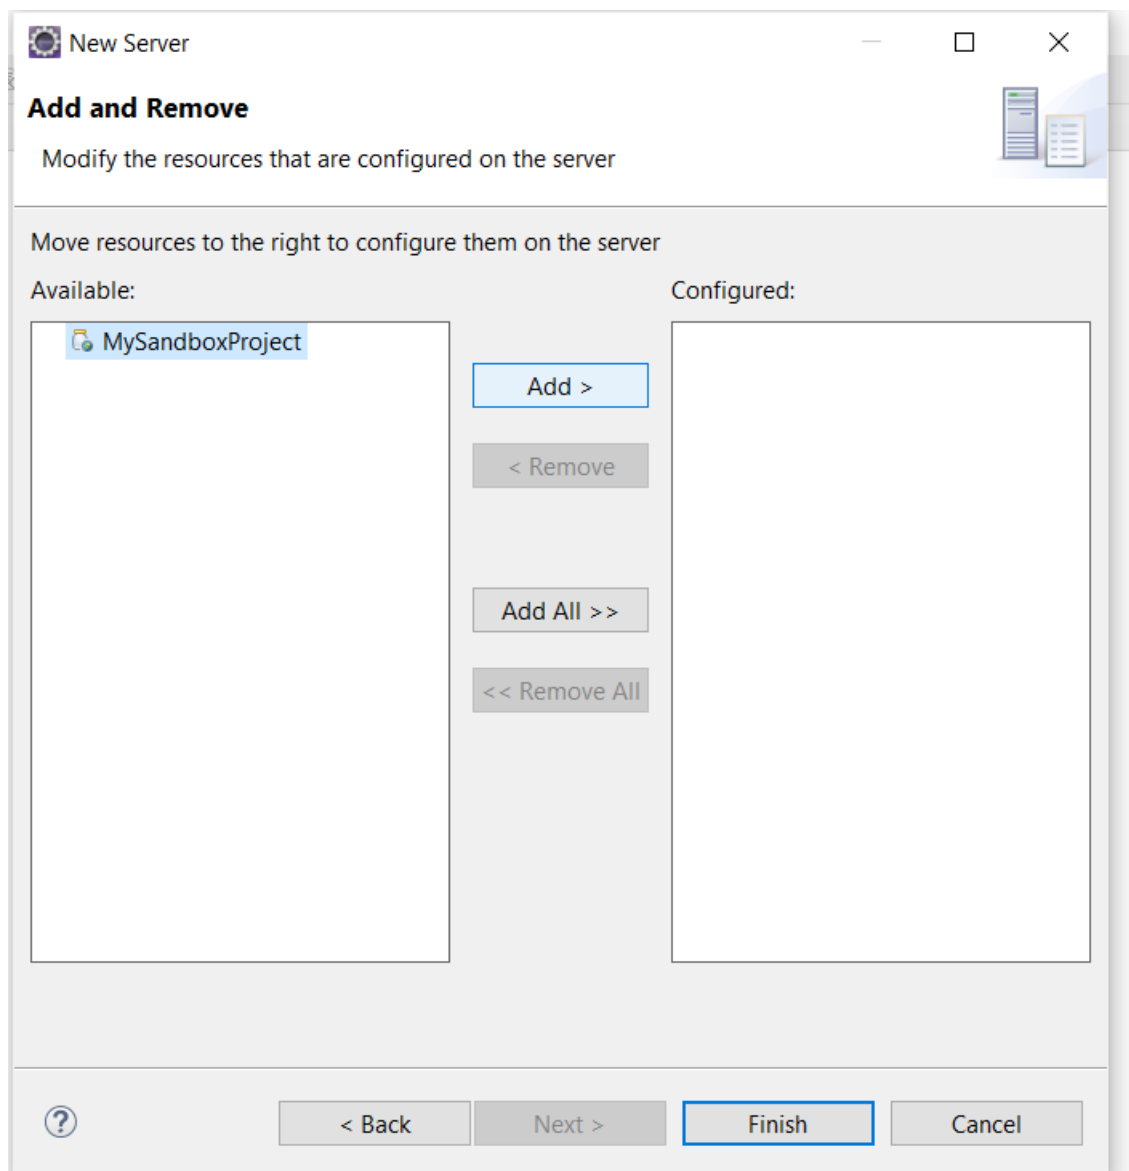 New Server
Add and Remove
Modify the resources that are configured on the server
Move resources to the right to configure them on the server
Available:
Configured:
MySandboxProject
Add >
< Remove
Add All >>
<< Remove All
?
< Back
Next >
Finish
Cancel